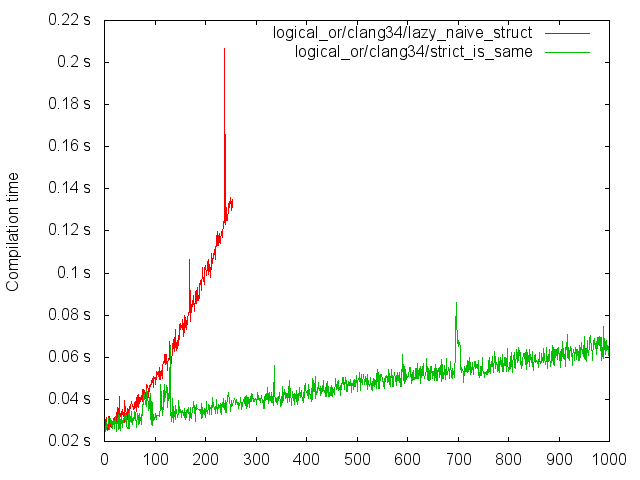 0.22 s
logical_or/clang34/lazy_naive_struct
logical_or/clang34/strict_is_same
0.2 s
0.18 s
0.16 s
0.14 s
0.12 s
0.1 s
0.08 s
0.06 s
0.04 s
0.02 s
Compilation time
0 100 200 300 400 500 600 700 800 900 1000